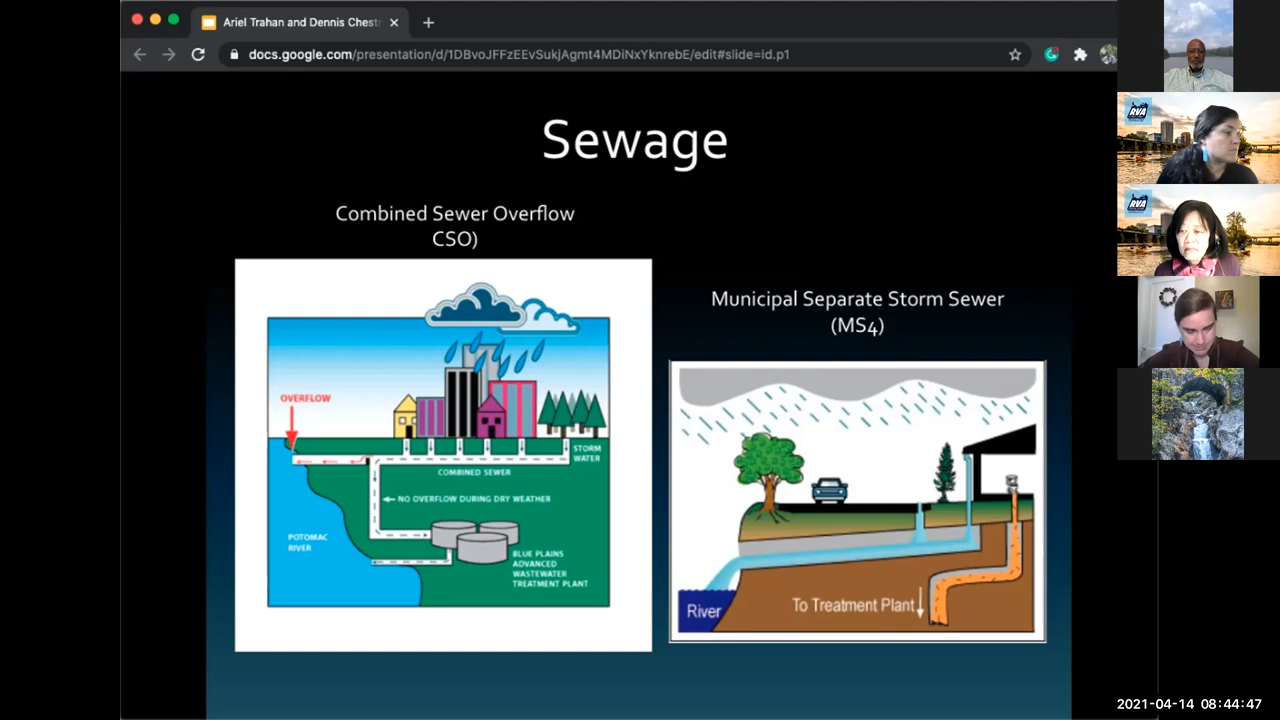 Ariel Trahan and Dennis Chestn
docs.google.com/presentation/d/1DBvoJFFzEEvSukjAgmt4MDiNxYknrebE/edit#slide=id.p1
Sewage
Combined Sewer Overflow
CSO)
OVERFLOW
STORM
WATER
COMBINED SEWER
NO OVERFLOW DURING DRY WEATHER
POTOMAC
RIVER
BLUE PLAINS
ADVANCED
WASTEWATER
TREATMENT PLANT
Municipal Separate Storm Sewer
(MS4)
River
To Treatment Plant
RVA
RVA
2021-04-14 08:44:47